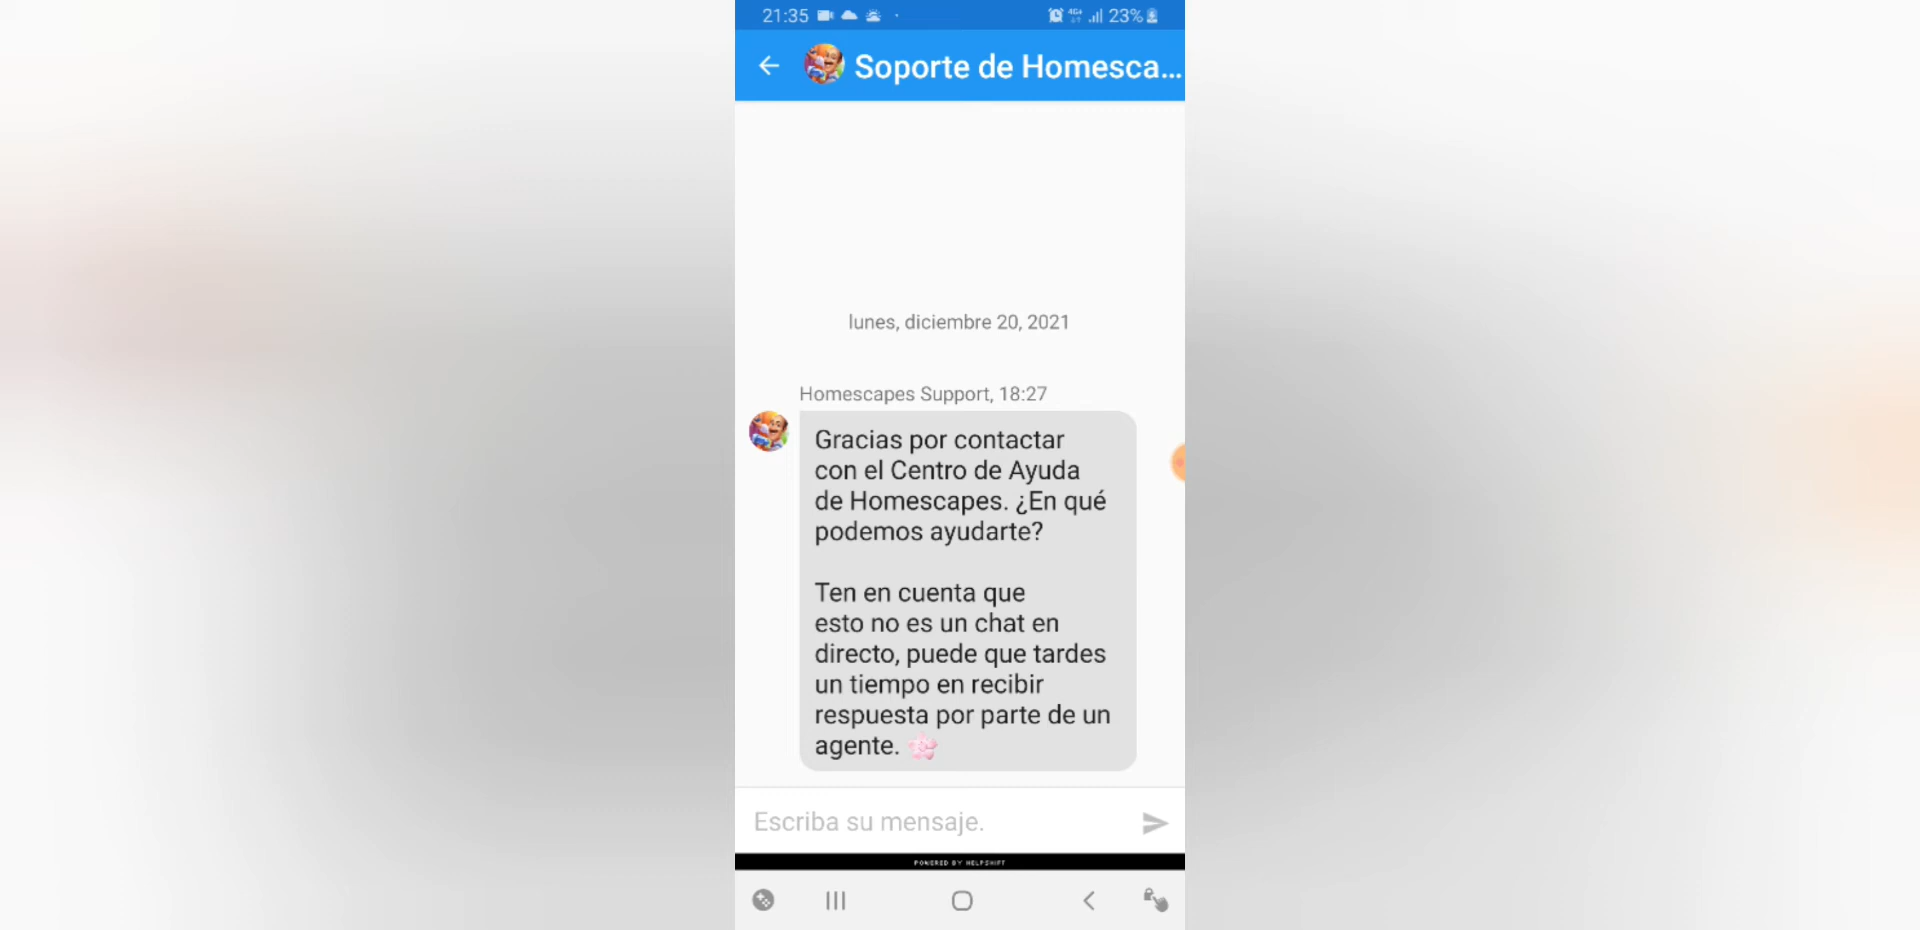 21:35
4G+
23%
Soporte de Homesca...
lunes, diciembre 20, 2021
Homescapes Support, 18:27
Gracias por contactar
con el Centro de Ayuda
de Homescapes. ¿En qué
podemos ayudarte?
Ten en cuenta que
esto no es un chat en
directo, puede que tardes
un tiempo en recibir
respuesta por parte de un
agente. 🌸
Escriba su mensaje.
POWERED BY HELPSHIFT